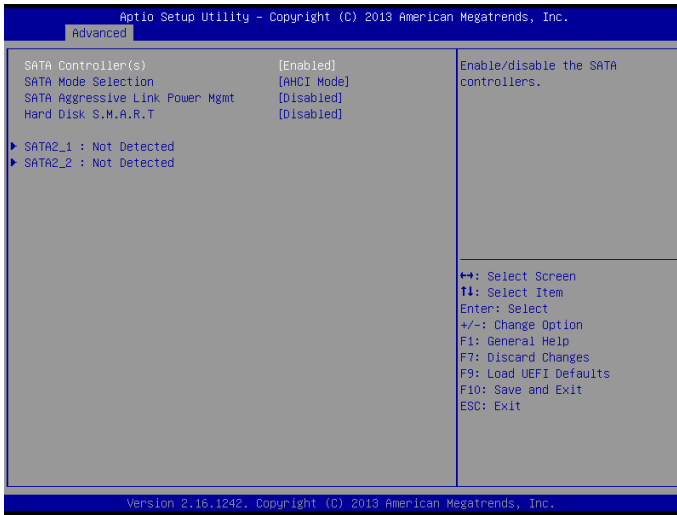 Aptio Setup Utility – Copyright (C) 2013 American Megatrends, Inc.
Advanced
SATA Controller(s) [Enabled]
SATA Mode Selection [AHCI Mode]
SATA Aggressive Link Power Mgmt [Disabled]
Hard Disk S.M.A.R.T [Disabled]
SATA2_1 : Not Detected
SATA2_2 : Not Detected
Enable/disable the SATA
controllers.
↔: Select Screen
↑↓: Select Item
Enter: Select
+/-: Change Option
F1: General Help
F7: Discard Changes
F9: Load UEFI Defaults
F10: Save and Exit
ESC: Exit
Version 2.16.1242. Copyright (C) 2013 American Megatrends, Inc.